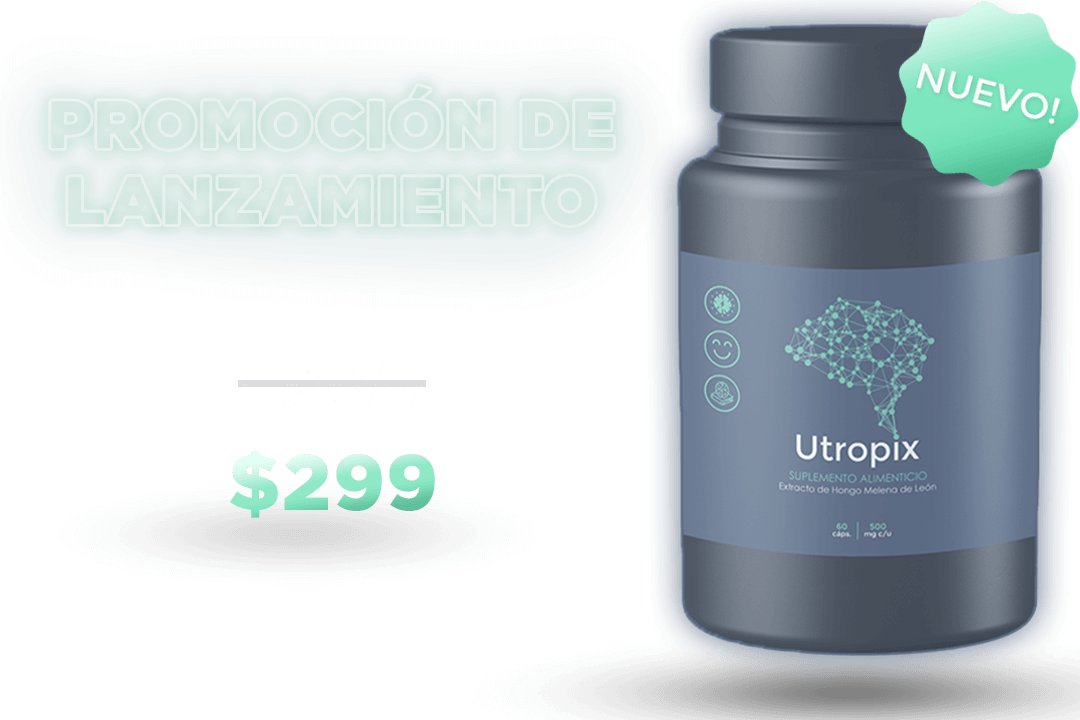 PROMOCIÓN DE
LANZAMIENTO
$299
NUEVO!
Utropix
SUPLEMENTO ALIMENTICIO
Extracto de Hongo Melena de León
60 cáps. | 500 mg c/u